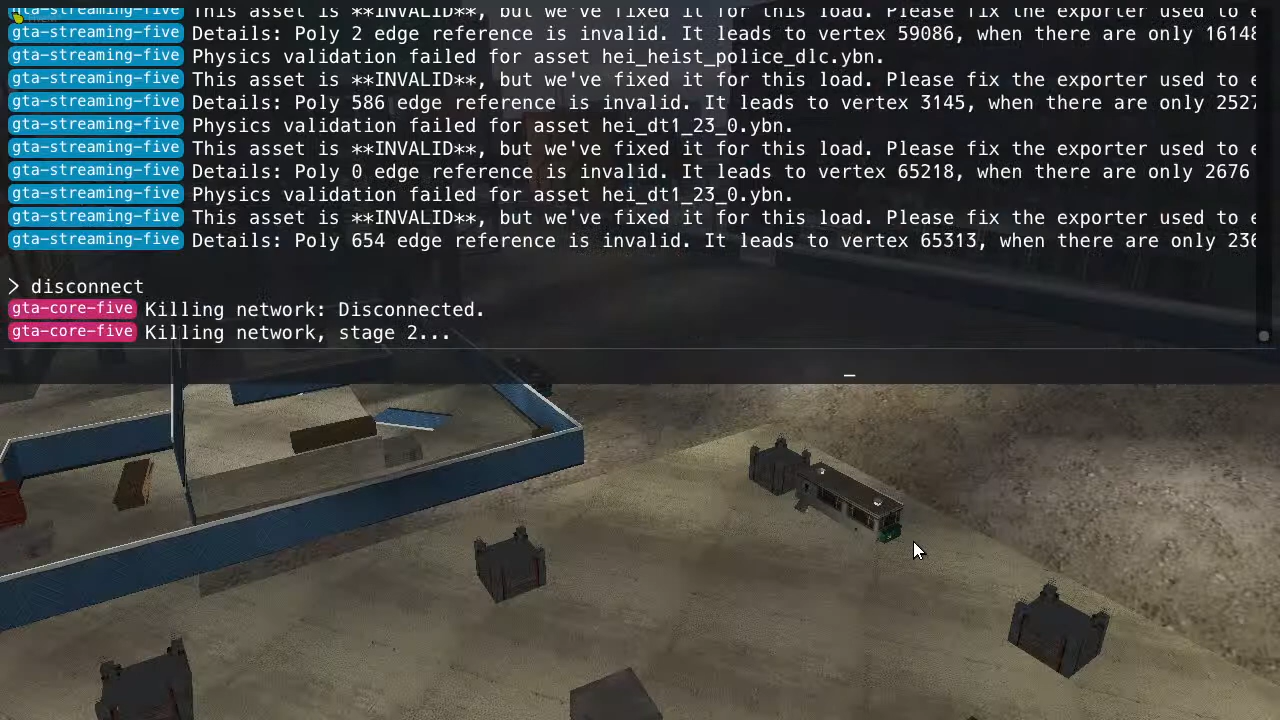 gta-streaming-five This asset is **INVALID**, but we've fixed it for this load. Please fix the exporter used to e
gta-streaming-five Details: Poly 2 edge reference is invalid. It leads to vertex 59086, when there are only 16148
gta-streaming-five Physics validation failed for asset hei_heist_police_dlc.ybn.
gta-streaming-five This asset is **INVALID**, but we've fixed it for this load. Please fix the exporter used to e
gta-streaming-five Details: Poly 586 edge reference is invalid. It leads to vertex 3145, when there are only 2527
gta-streaming-five Physics validation failed for asset hei_dt1_23_0.ybn.
gta-streaming-five This asset is **INVALID**, but we've fixed it for this load. Please fix the exporter used to e
gta-streaming-five Details: Poly 0 edge reference is invalid. It leads to vertex 65218, when there are only 2676
gta-streaming-five Physics validation failed for asset hei_dt1_23_0.ybn.
gta-streaming-five This asset is **INVALID**, but we've fixed it for this load. Please fix the exporter used to e
gta-streaming-five Details: Poly 654 edge reference is invalid. It leads to vertex 65313, when there are only 236
> disconnect
gta-core-five Killing network: Disconnected.
gta-core-five Killing network, stage 2...